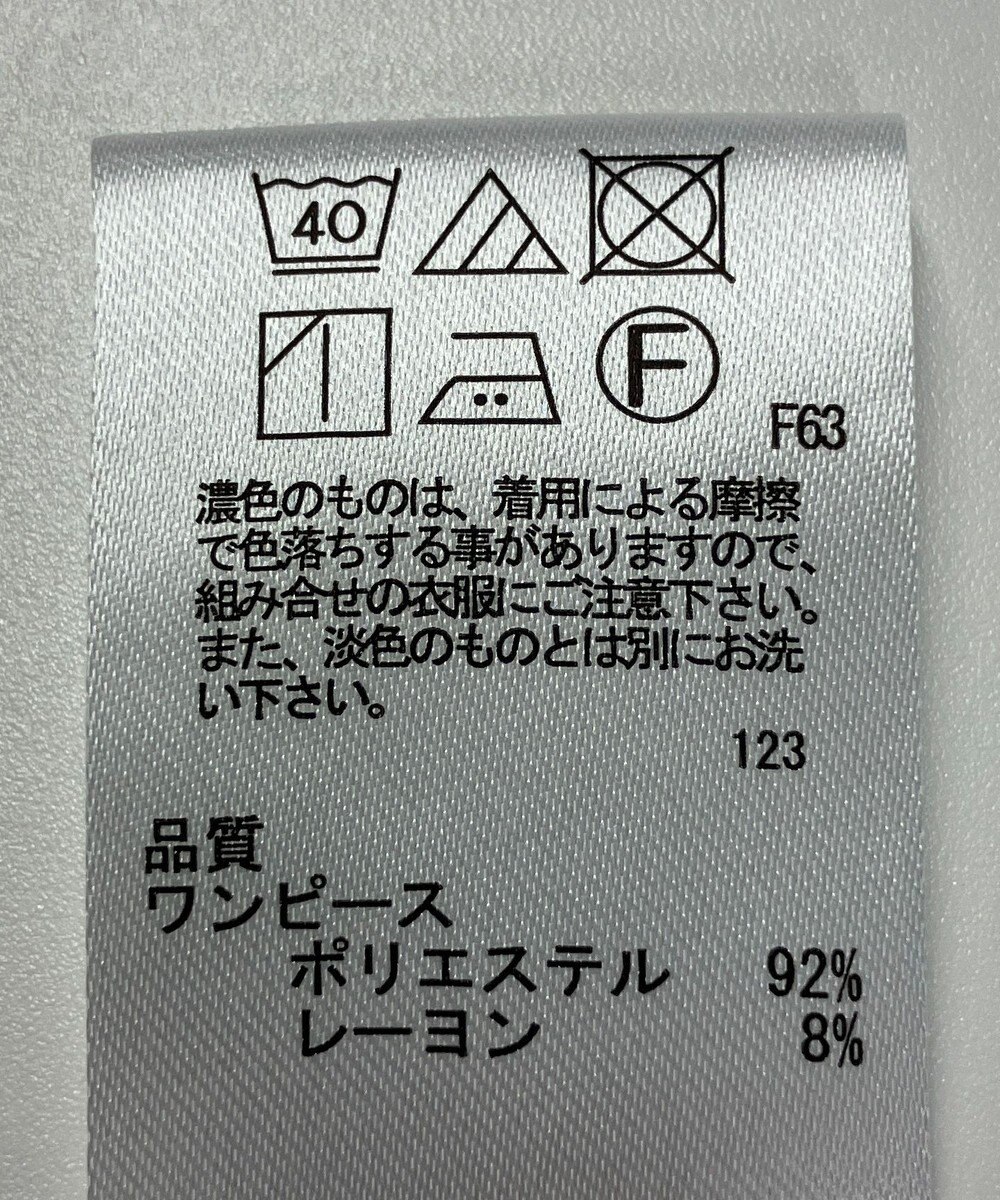 40
F
F63
濃色のものは、着用による摩擦
で色落ちする事がありますので、
組み合せの衣服にご注意下さい。
また、淡色のものとは別にお洗
い下さい。
123
品質
ワンピース
ポリエステル 92%
レーヨン 8%